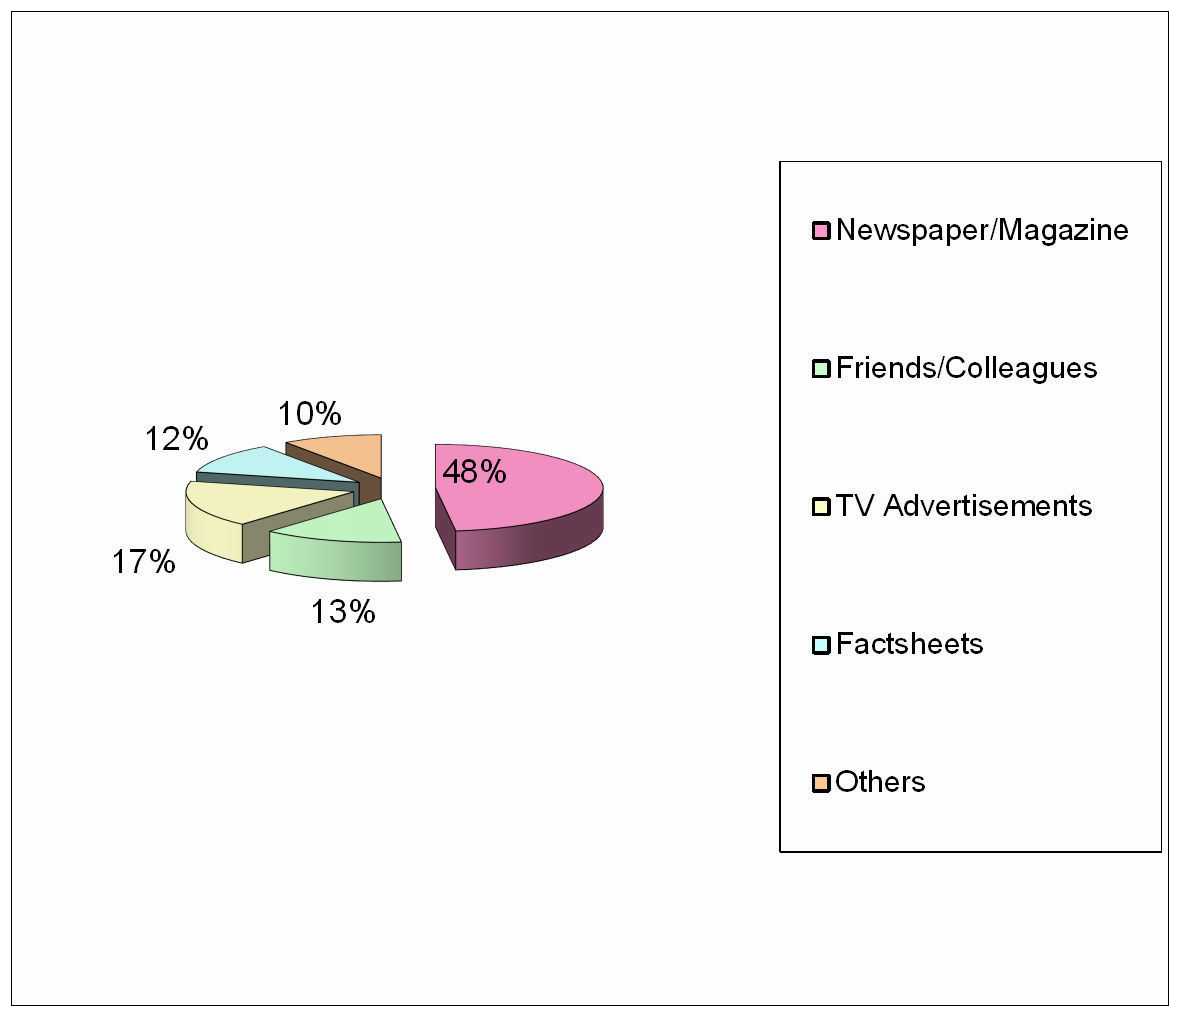 10%
12%
48%
17%
13%
Newspaper/Magazine
Friends/Colleagues
TV Advertisements
Factsheets
Others